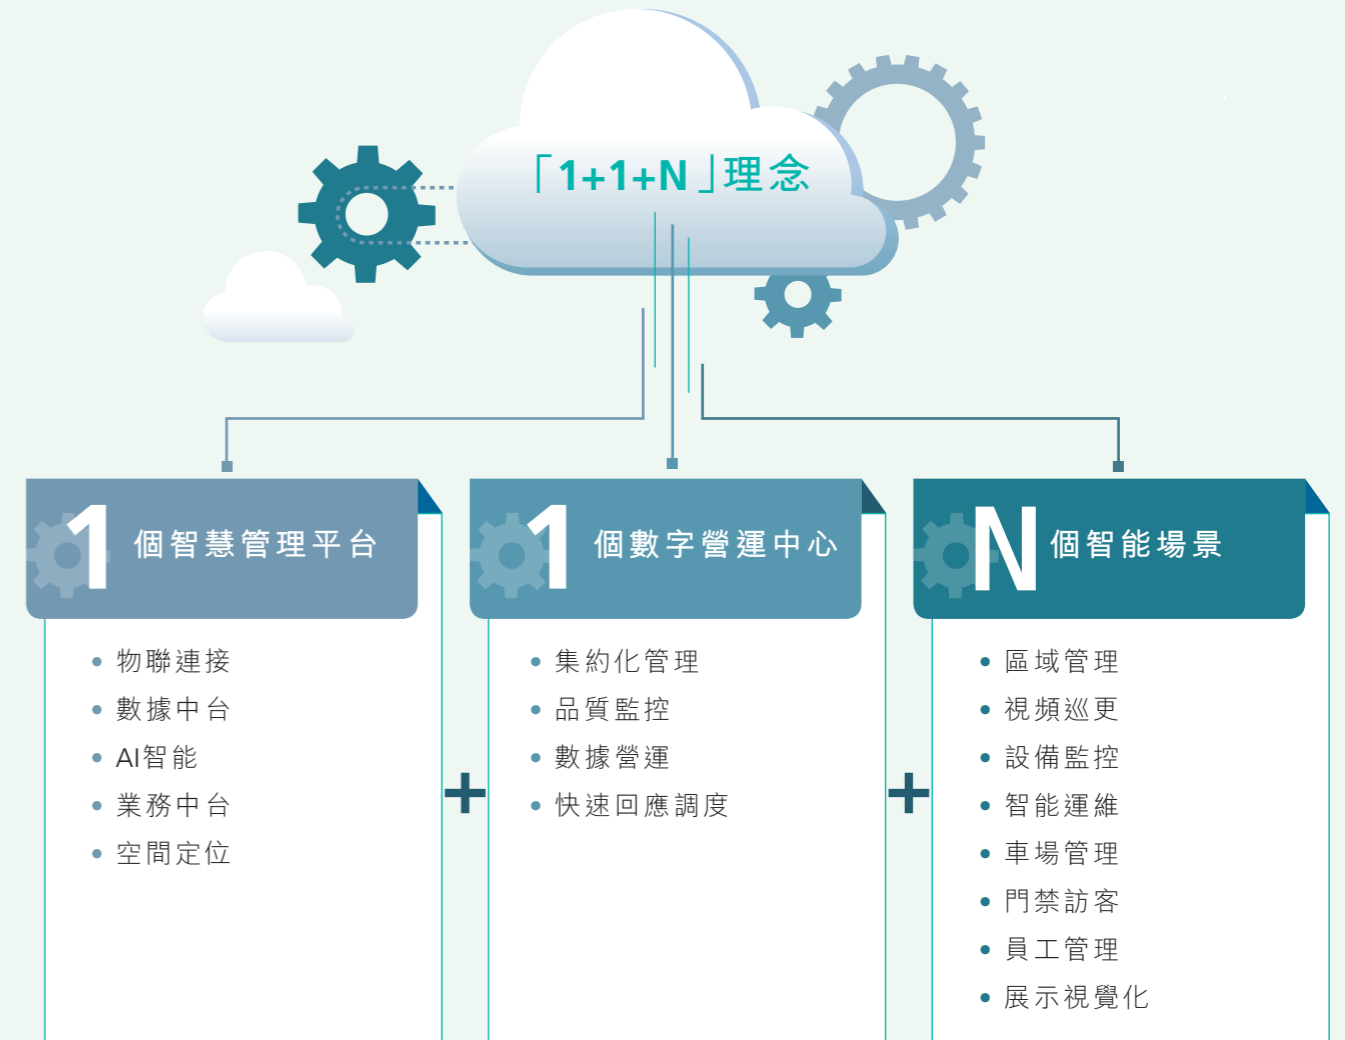 「1+1+N」理念
1個智慧管理平台
物聯連接
數據中台
AI智能
業務中台
空間定位
+
1個數字營運中心
集約化管理
品質監控
數據營運
快速回應調度
+
N個智能場景
區域管理
視頻巡更
設備監控
智能運維
車場管理
門禁訪客
員工管理
展示視覺化